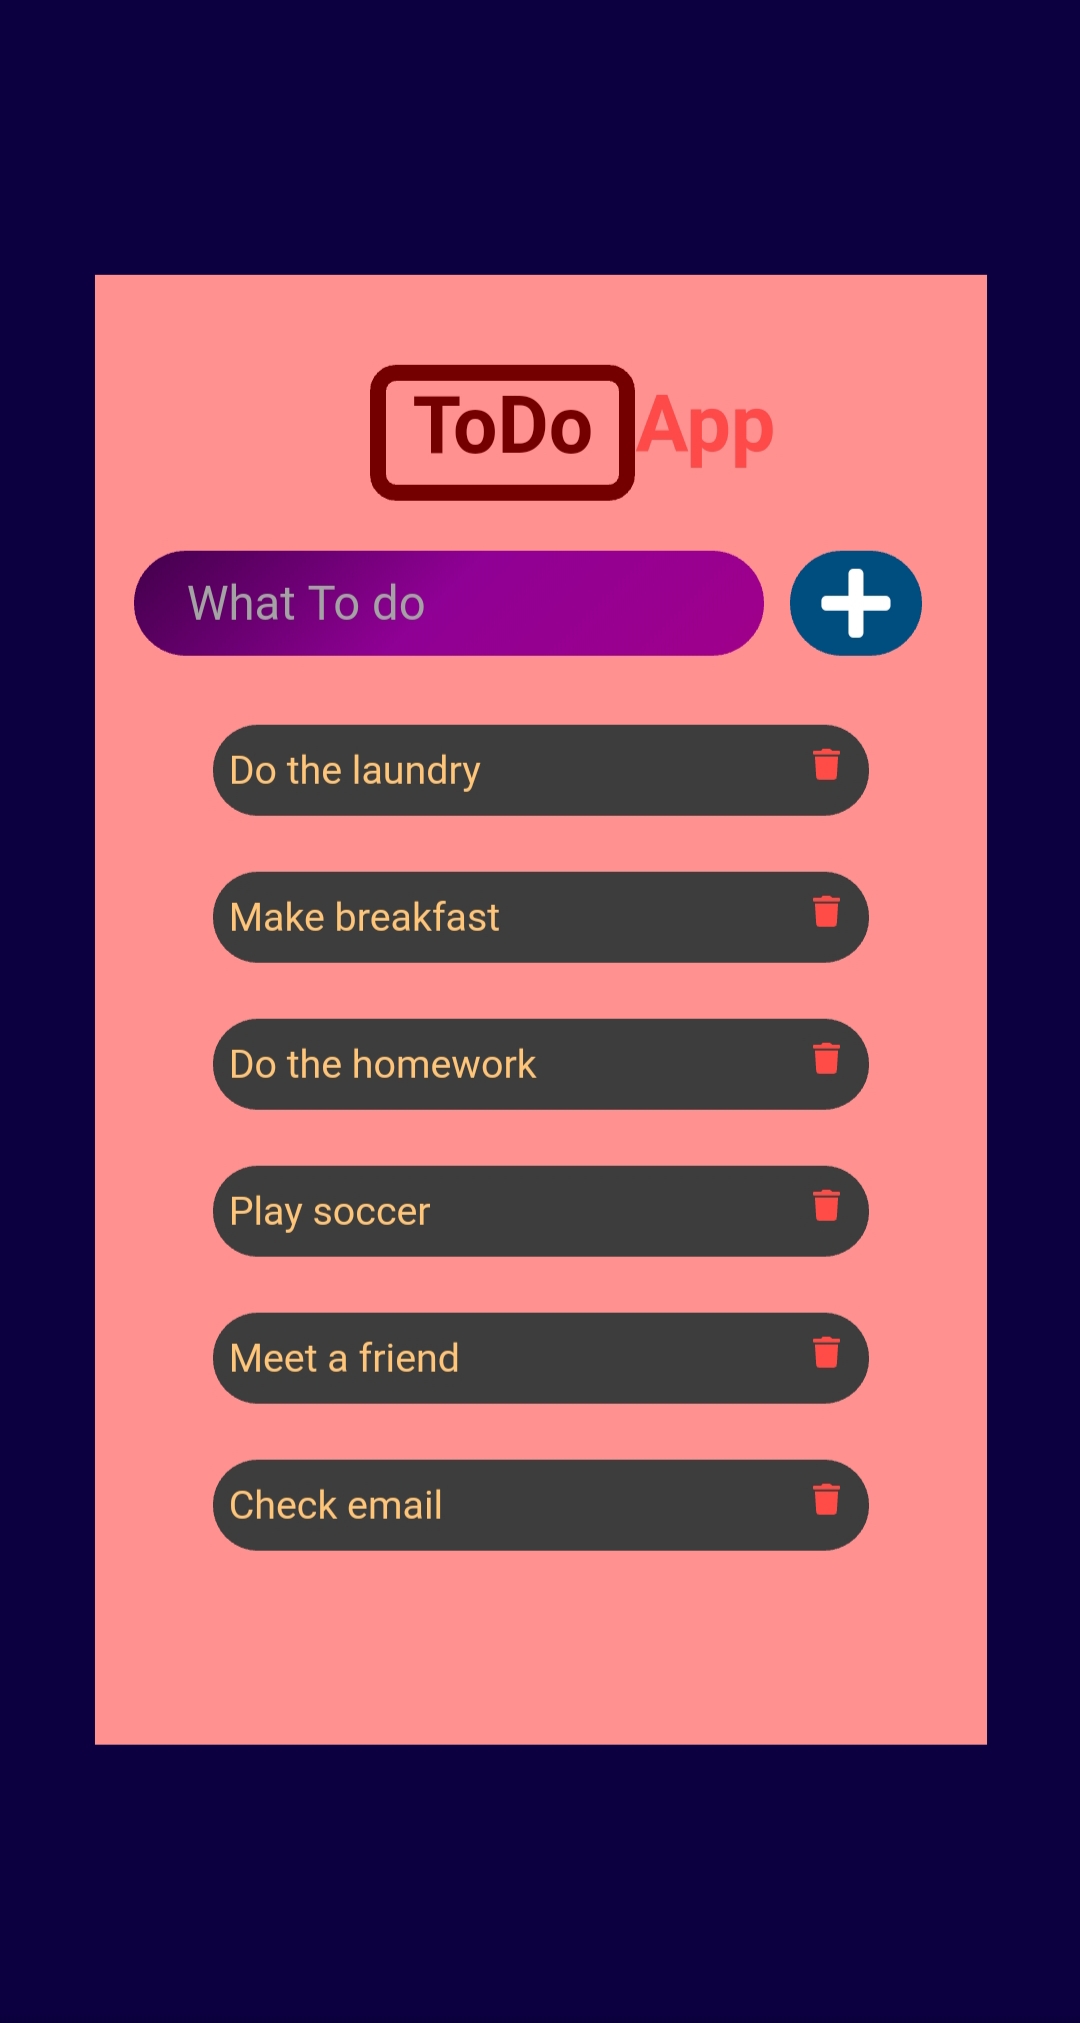 ToDo App
What To do
Do the laundry
Make breakfast
Do the homework
Play soccer
Meet a friend
Check email